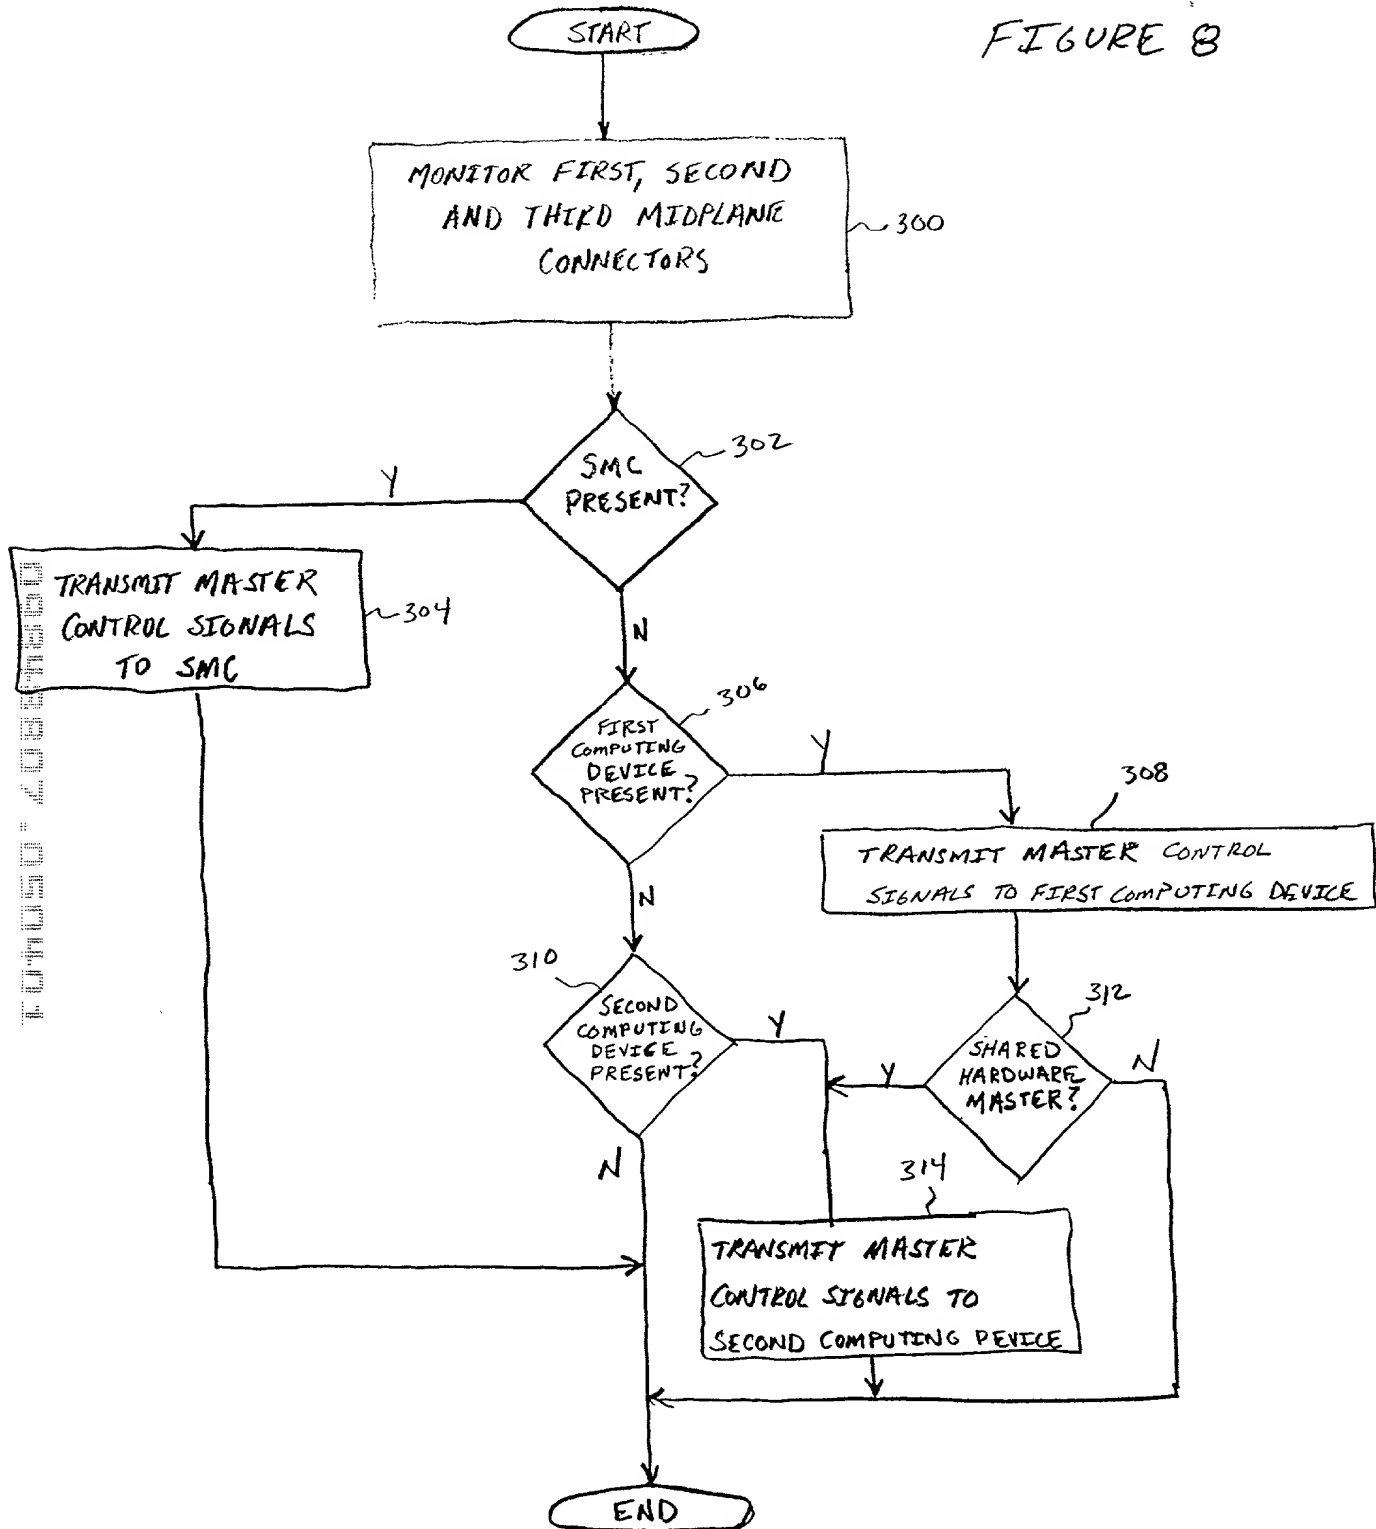 FIGURE 8
START
MONITOR FIRST, SECOND
AND THIRD MIDPLANE
CONNECTORS
300
SMC
PRESENT?
302
Y
N
TRANSMIT MASTER
CONTROL SIGNALS
TO SMC
304
FIRST
COMPUTING
DEVICE
PRESENT?
306
Y
N
308
TRANSMIT MASTER CONTROL
SIGNALS TO FIRST COMPUTING DEVICE
310
SECOND
COMPUTING
DEVICE
PRESENT?
Y
N
312
SHARED
HARDWARE
MASTER?
Y
N
314
TRANSMIT MASTER
CONTROL SIGNALS TO
SECOND COMPUTING DEVICE
END